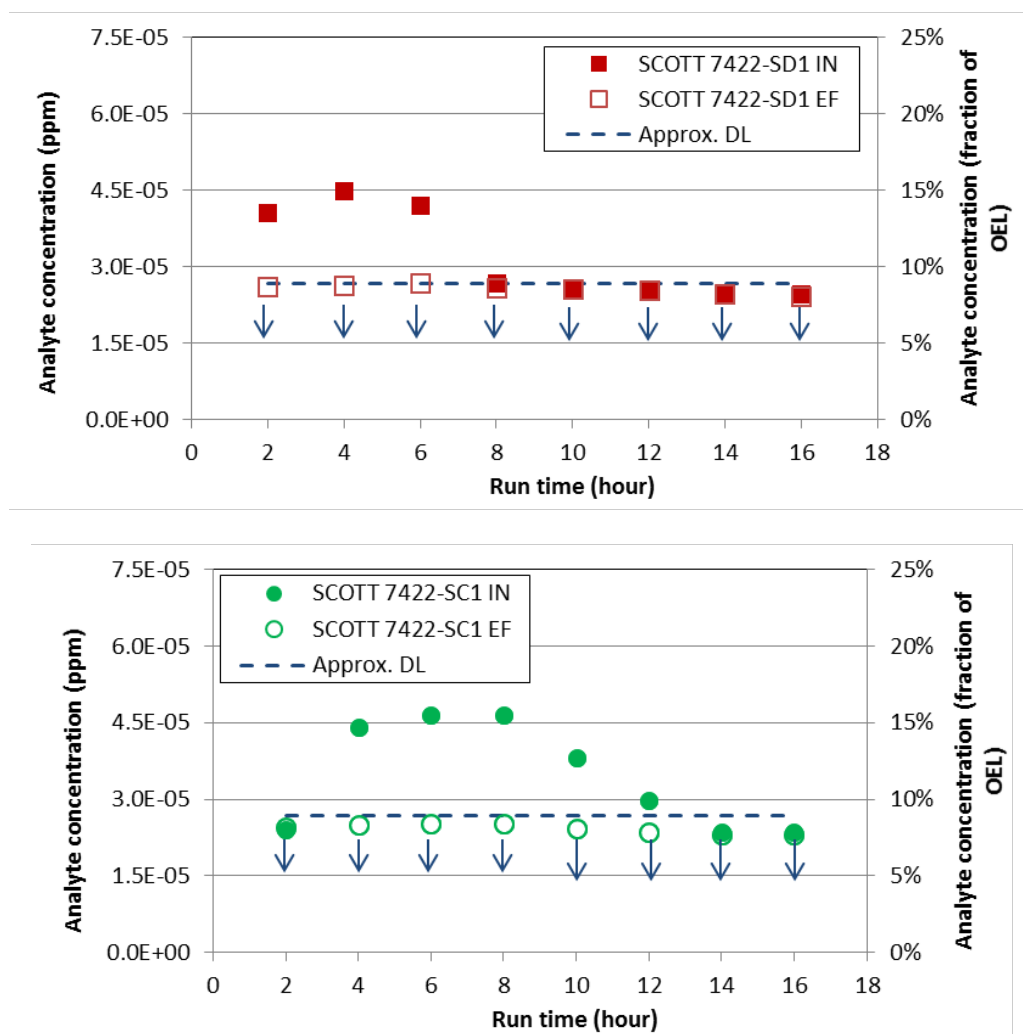 7.5E-05
6.0E-05
4.5E-05
3.0E-05
1.5E-05
0.0E+00
Analyte concentration (ppm)
SCOTT 7422-SD1 IN
SCOTT 7422-SD1 EF
Approx. DL
25%
20%
15%
10%
5%
0%
Analyte concentration (fraction of
OEL)
0 2 4 6 8 10 12 14 16 18
Run time (hour)
7.5E-05
6.0E-05
4.5E-05
3.0E-05
1.5E-05
0.0E+00
Analyte concentration (ppm)
SCOTT 7422-SC1 IN
SCOTT 7422-SC1 EF
Approx. DL
25%
20%
15%
10%
5%
0%
Analyte concentration (fraction of
OEL)
0 2 4 6 8 10 12 14 16 18
Run time (hour)